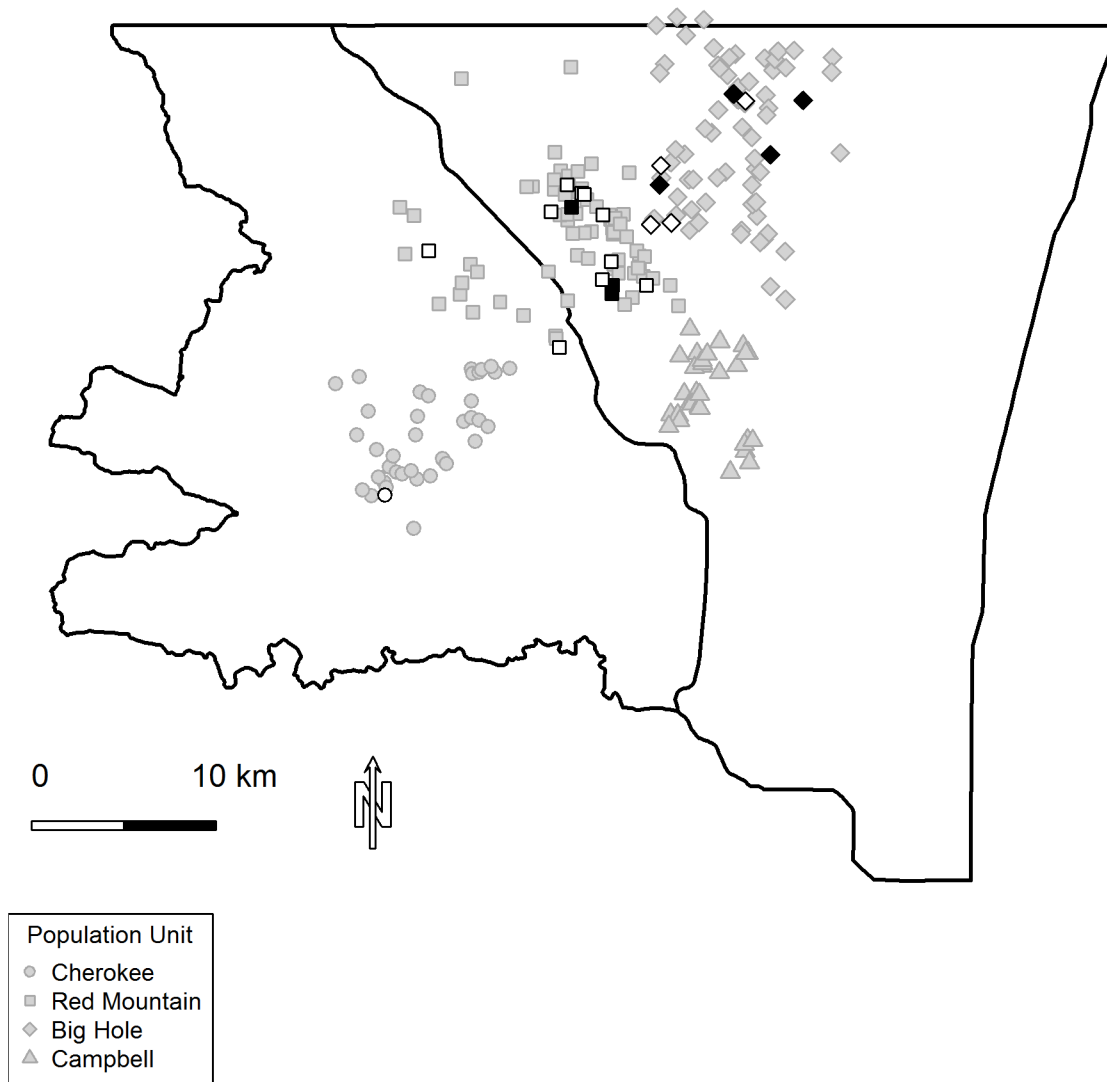 0 10 km
N
Population Unit
Cherokee
Red Mountain
Big Hole
Campbell